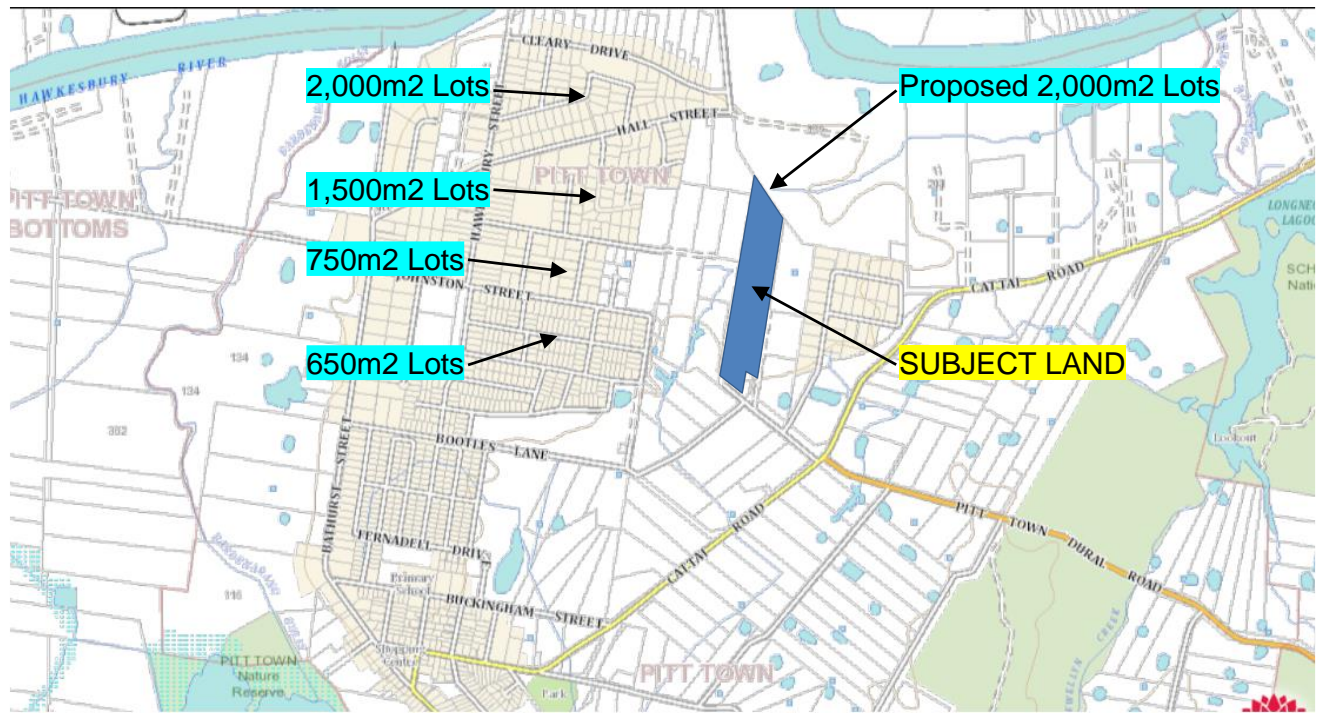 CLEARY DRIVE
HAWKESBURY RIVER
2,000m2 Lots
Proposed 2,000m2 Lots
HALL STREET
PITT TOWN
1,500m2 Lots
PITT TOWN
BOTTOMS
LONGNECK
750m2 Lots
JOHNSTON STREET
CATTAI ROAD
650m2 Lots
SUBJECT LAND
134
134
302
Lookout
BOOTLES LANE
BATHURST STREET
CATTAI ROAD
PITT TOWN DURAL ROAD
FERNADELL DRIVE
Primary
School
116
BUCKINGHAM STREET
Shopping
Centre
PITT TOWN
Nature
Reserve
PITT TOWN
Park
CREEK